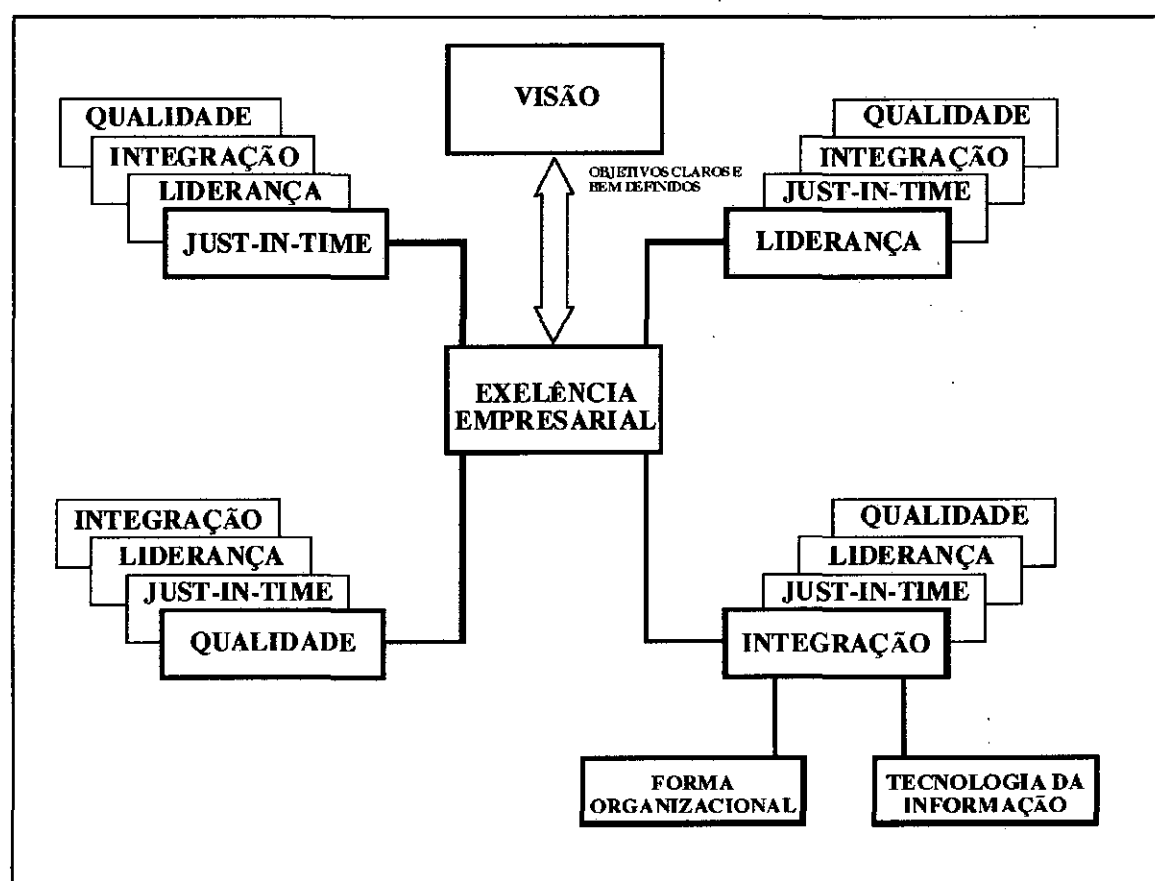 VISÃO
OBJETIVOS CLAROS E
BEM DEFINIDOS
QUALIDADE
INTEGRAÇÃO
LIDERANÇA
JUST-IN-TIME
QUALIDADE
INTEGRAÇÃO
JUST-IN-TIME
LIDERANÇA
EXELÊNCIA
EMPRESARIAL
INTEGRAÇÃO
LIDERANÇA
JUST-IN-TIME
QUALIDADE
QUALIDADE
LIDERANÇA
JUST-IN-TIME
INTEGRAÇÃO
FORMA
ORGANIZACIONAL
TECNOLOGIA DA
INFORMAÇÃO